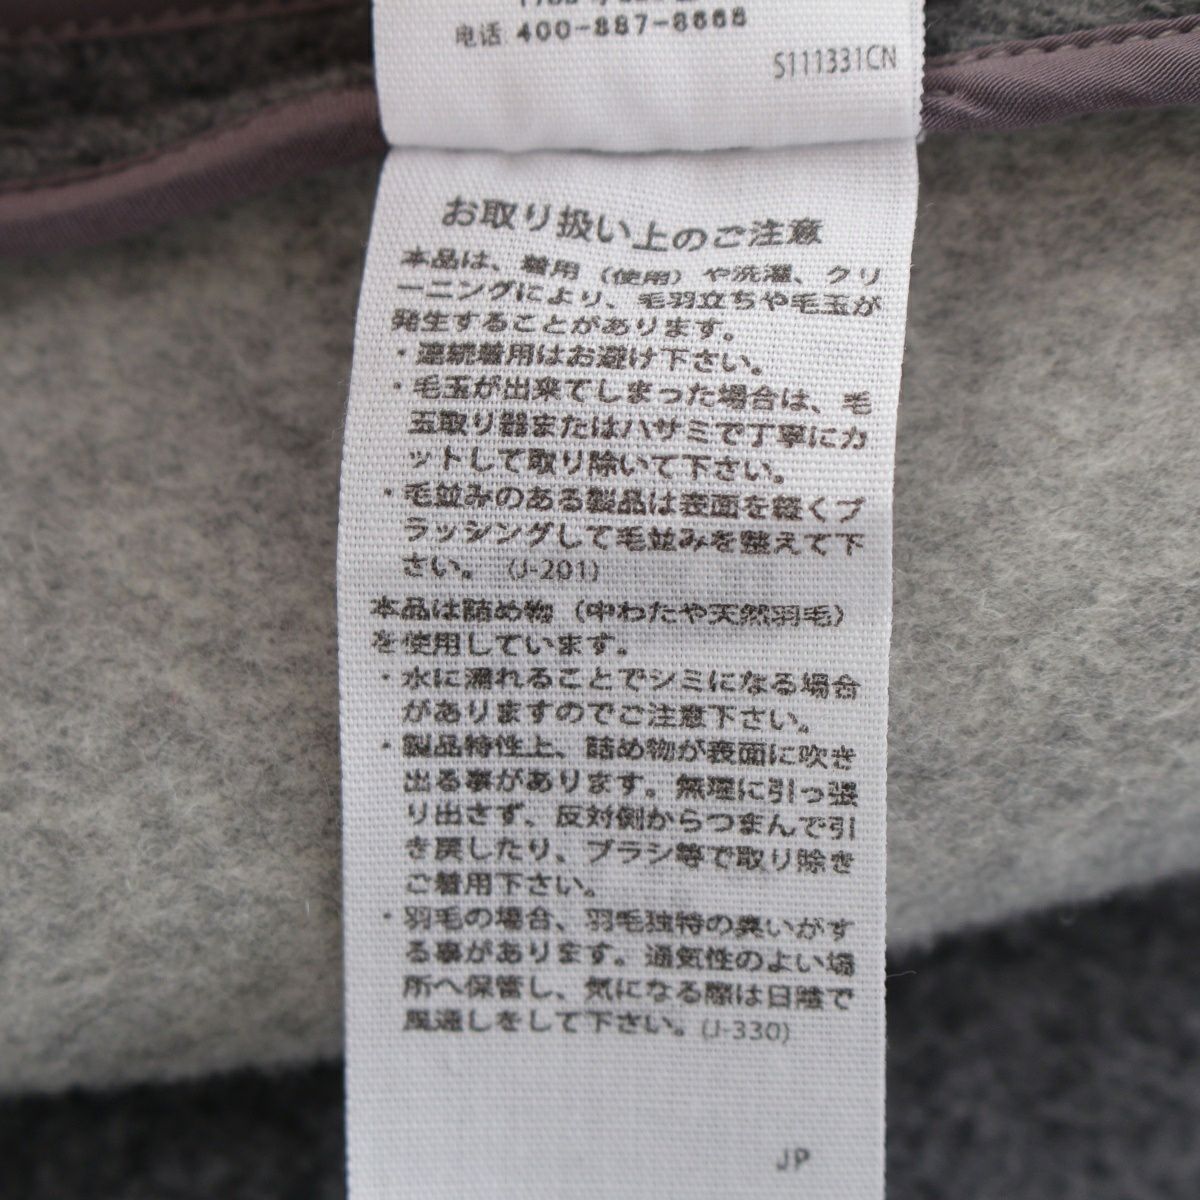 电话 400-887-8668
S111331CN
お取り扱い上のご注意
本品は、着用（使用）や洗濯、クリ
ーニングにより、毛羽立ちや毛玉が
発生することがあります。
・連続着用はお避け下さい。
・毛玉が出来てしまった場合は、毛
玉取り器またはハサミで丁寧にカ
ットして取り除いて下さい。
・毛並みのある製品は表面を軽くブ
ラッシングして毛並みを整えて下
さい。 (J-201)
本品は詰め物（中わたや天然羽毛）
を使用しています。
・水に濡れることでシミになる場合
がありますのでご注意下さい。
・製品特性上、詰め物が表面に吹き
出る事があります。無理に引っ張
り出さず、反対側からつまんで引
き戻したり、ブラシ等で取り除き
ご着用下さい。
・羽毛の場合、羽毛独特の臭いがす
る事があります。通気性のよい場
所へ保管し、気になる際は日陰で
風通しをして下さい。(J-330)
JP